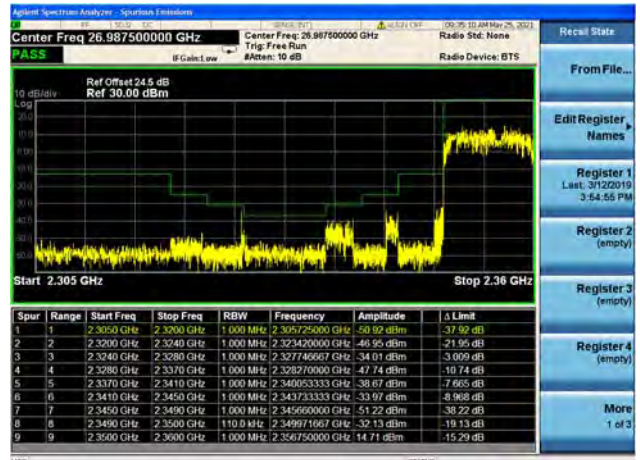 Agilent Spectrum Analyzer - Spurious Emissions
ALIGN OFF 09:35:10 AM May 25, 2021
Center Freq 26.987500000 GHz Center Freq: 26.987500000 GHz Radio Std: None
Trig: Free Run
PASS IFGain:Low #Atten: 10 dB Radio Device: BTS
Ref Offset 24.5 dB
10 dB/div Ref 30.00 dBm
Log
Start 2.305 GHz Stop 2.36 GHz
Spur Range Start Freq Stop Freq RBW Frequency Amplitude Δ Limit
1 1 2.3050 GHz 2.3200 GHz 1.000 MHz 2.305725000 GHz -50.92 dBm -37.92 dB
2 2 2.3200 GHz 2.3240 GHz 1.000 MHz 2.323420000 GHz -46.95 dBm -21.95 dB
3 3 2.3240 GHz 2.3280 GHz 1.000 MHz 2.327746667 GHz -34.01 dBm -3.009 dB
4 4 2.3280 GHz 2.3370 GHz 1.000 MHz 2.328270000 GHz -47.74 dBm -10.74 dB
5 5 2.3370 GHz 2.3410 GHz 1.000 MHz 2.340053333 GHz -38.67 dBm -7.665 dB
6 6 2.3410 GHz 2.3450 GHz 1.000 MHz 2.343733333 GHz -33.97 dBm -8.968 dB
7 7 2.3450 GHz 2.3490 GHz 1.000 MHz 2.345660000 GHz -51.22 dBm -38.22 dB
8 8 2.3490 GHz 2.3500 GHz 110.0 kHz 2.349971667 GHz -32.13 dBm -19.13 dB
9 9 2.3500 GHz 2.3600 GHz 1.000 MHz 2.356750000 GHz 14.71 dBm -15.29 dB
Recall State
From File...
Edit Register
Names
Register 1
Last: 3/12/2019
3:54:55 PM
Register 2
(empty)
Register 3
(empty)
Register 4
(empty)
More
1 of 3